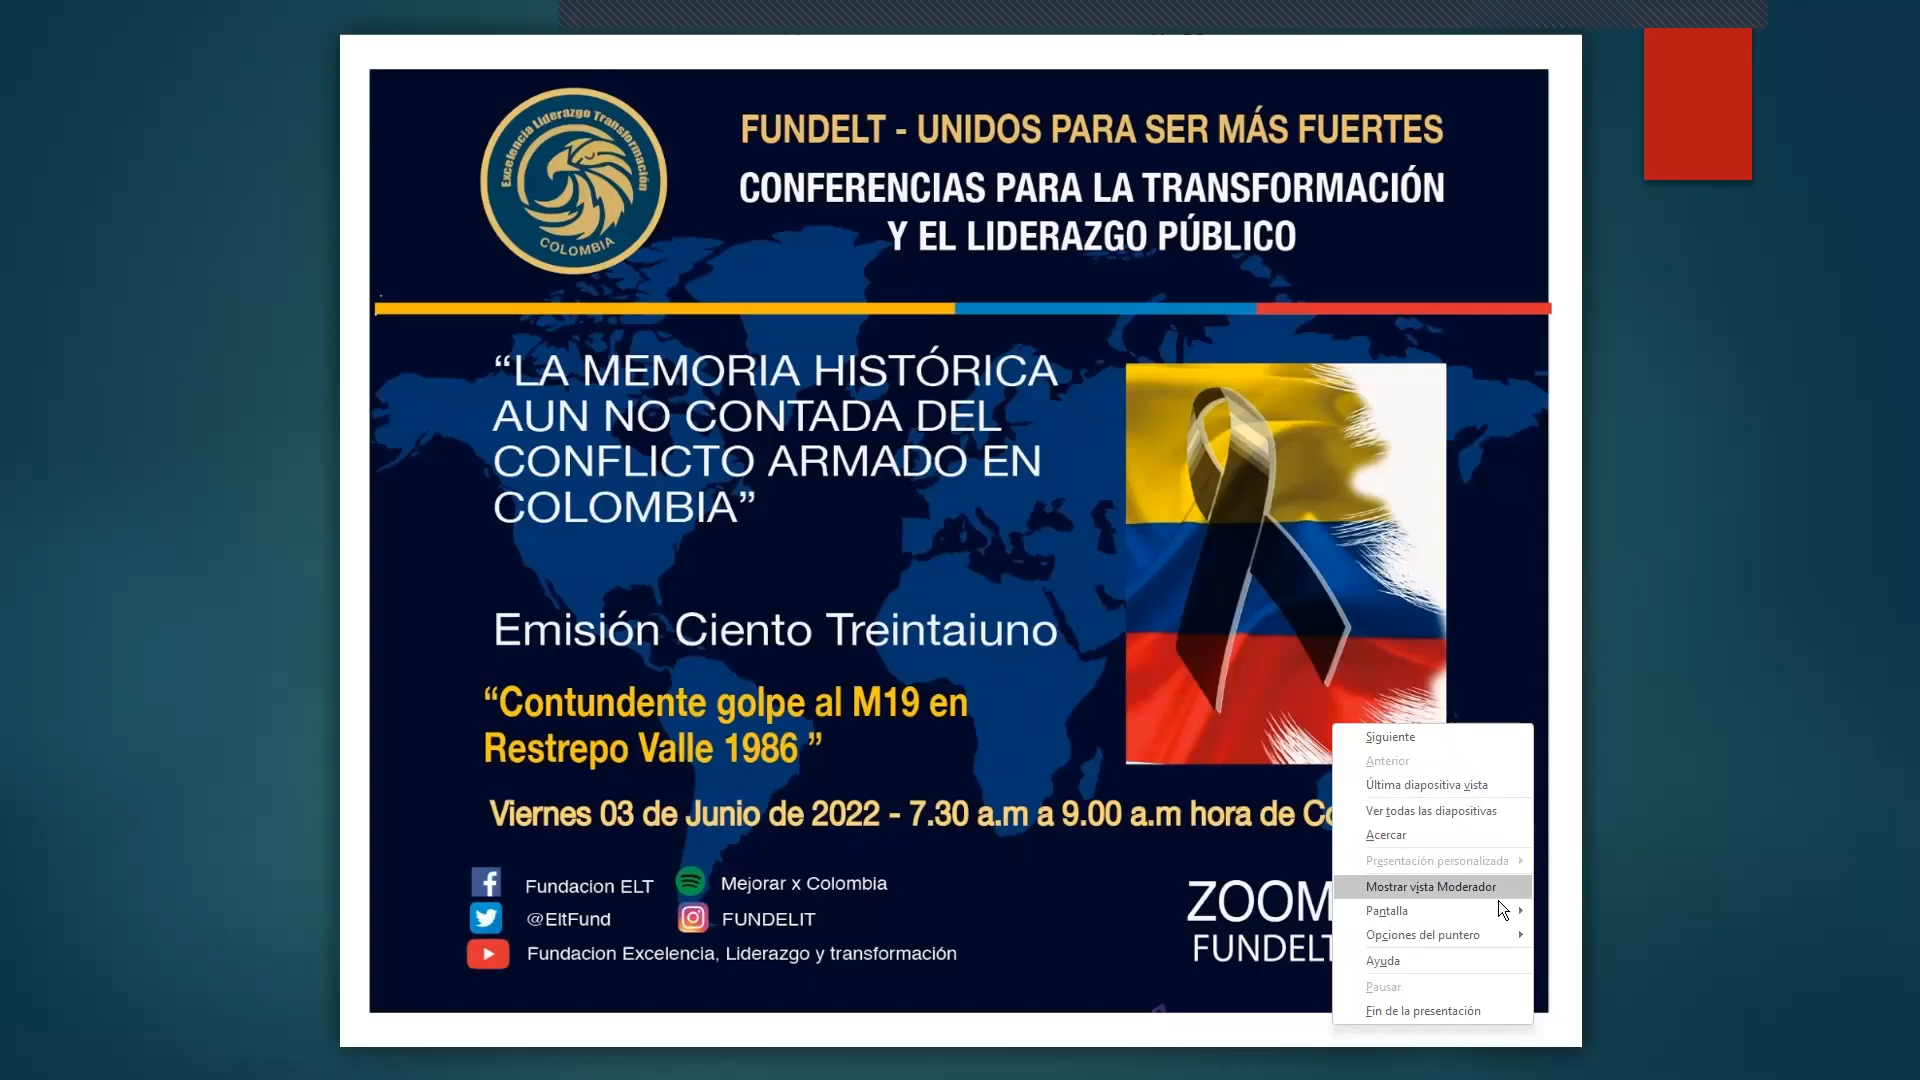 Excelencia Liderazgo Transformación
COLOMBIA
FUNDELT - UNIDOS PARA SER MÁS FUERTES
CONFERENCIAS PARA LA TRANSFORMACIÓN
Y EL LIDERAZGO PÚBLICO
“LA MEMORIA HISTÓRICA
AUN NO CONTADA DEL
CONFLICTO ARMADO EN
COLOMBIA”
Emisión Ciento Treintaiuno
“Contundente golpe al M19 en
Restrepo Valle 1986 ”
Viernes 03 de Junio de 2022 - 7.30 a.m a 9.00 a.m hora de
Fundacion ELT
Mejorar x Colombia
@EltFund
FUNDELIT
Fundacion Excelencia, Liderazgo y transformación
ZOOM
FUNDELT
Siguiente
Anterior
Última diapositiva vista
Ver todas las diapositivas
Acercar
Presentación personalizada
Mostrar vista Moderador
Pantalla
Opciones del puntero
Ayuda
Pausar
Fin de la presentación